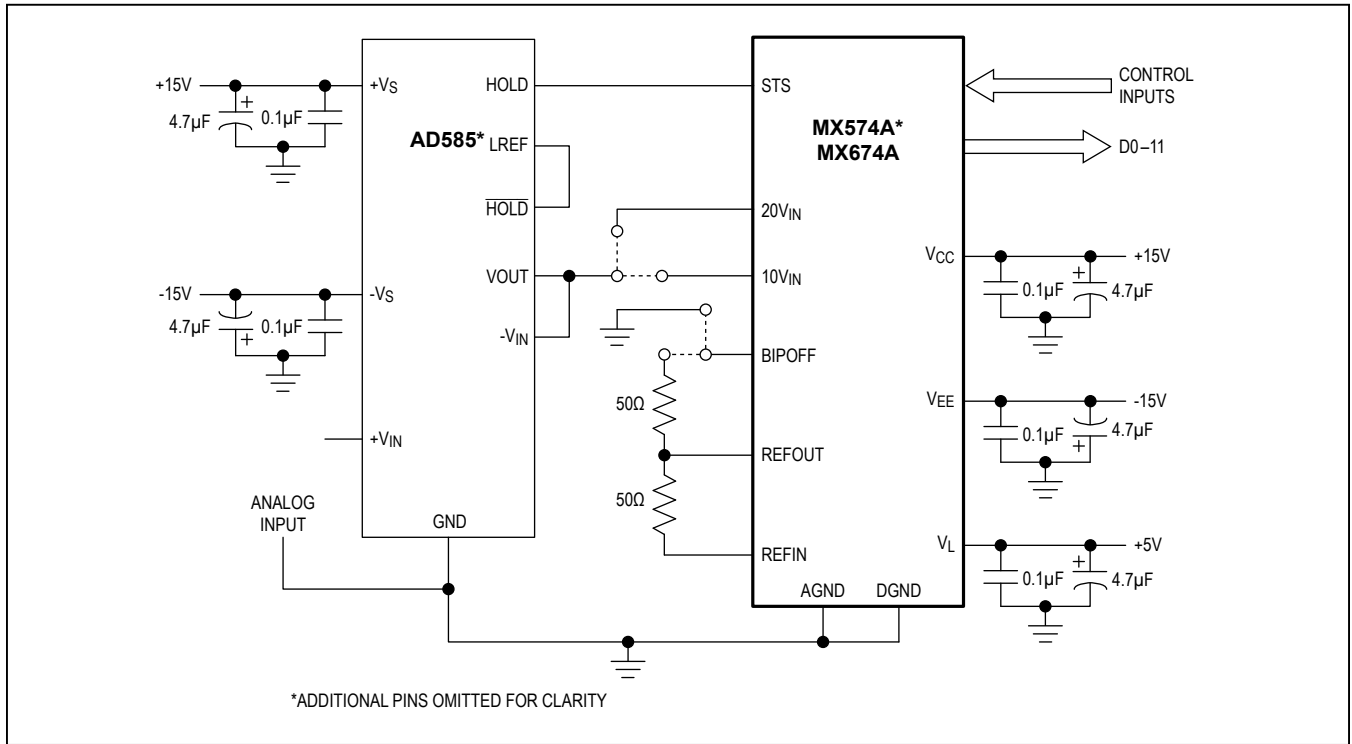 +15V
4.7µF
+
0.1µF
+VS
HOLD
AD585*
LREF
HOLD
VOUT
-VIN
-15V
4.7µF
+
0.1µF
-VS
+VIN
ANALOG
INPUT
GND
STS
MX574A*
MX674A
CONTROL
INPUTS
D0–11
20VIN
10VIN
BIPOFF
50Ω
REFOUT
50Ω
REFIN
AGND
DGND
VCC
+15V
0.1µF
+
4.7µF
VEE
-15V
0.1µF
+
4.7µF
VL
+5V
0.1µF
+
4.7µF
*ADDITIONAL PINS OMITTED FOR CLARITY